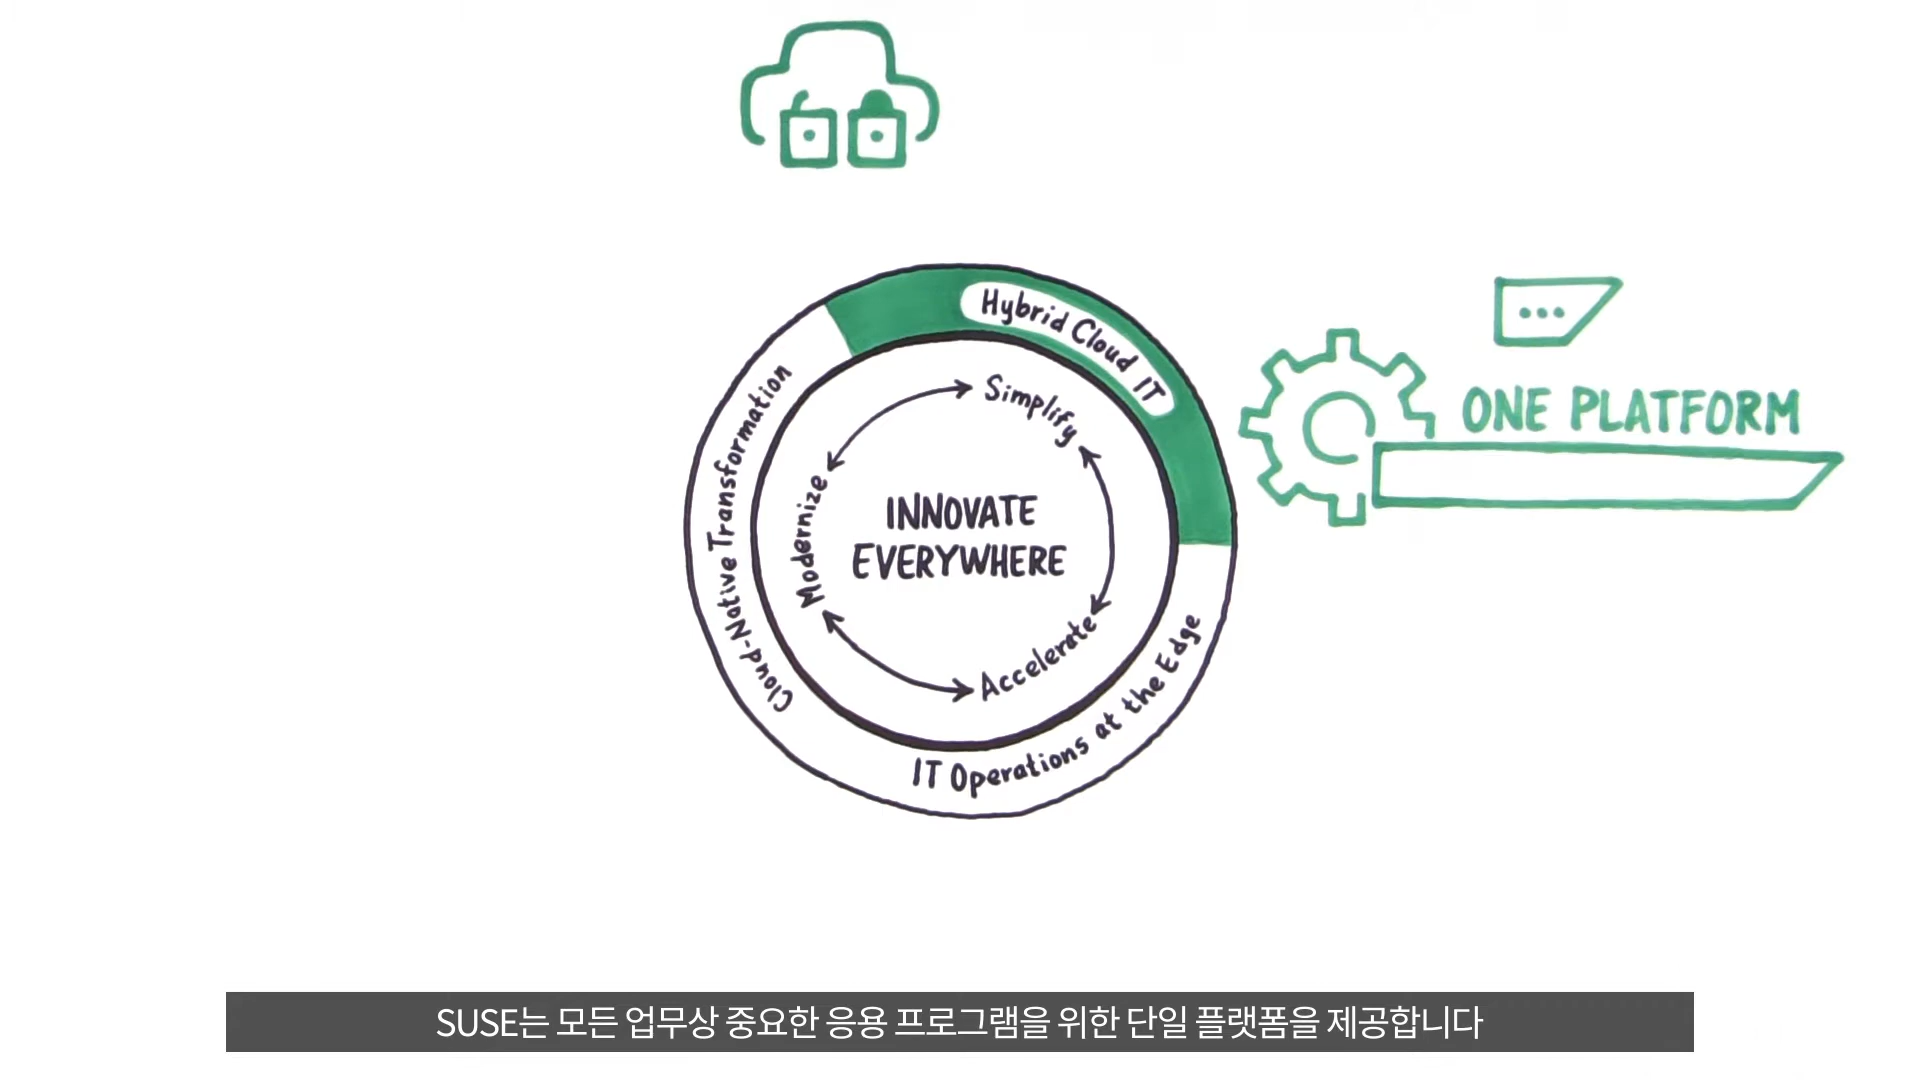 Hybrid Cloud IT
ONE PLATFORM
Simplify
Cloud-Native Transformation
Modernize
INNOVATE
EVERYWHERE
Accelerate
IT Operations at the Edge
SUSE는 모든 업무상 중요한 응용 프로그램을 위한 단일 플랫폼을 제공합니다